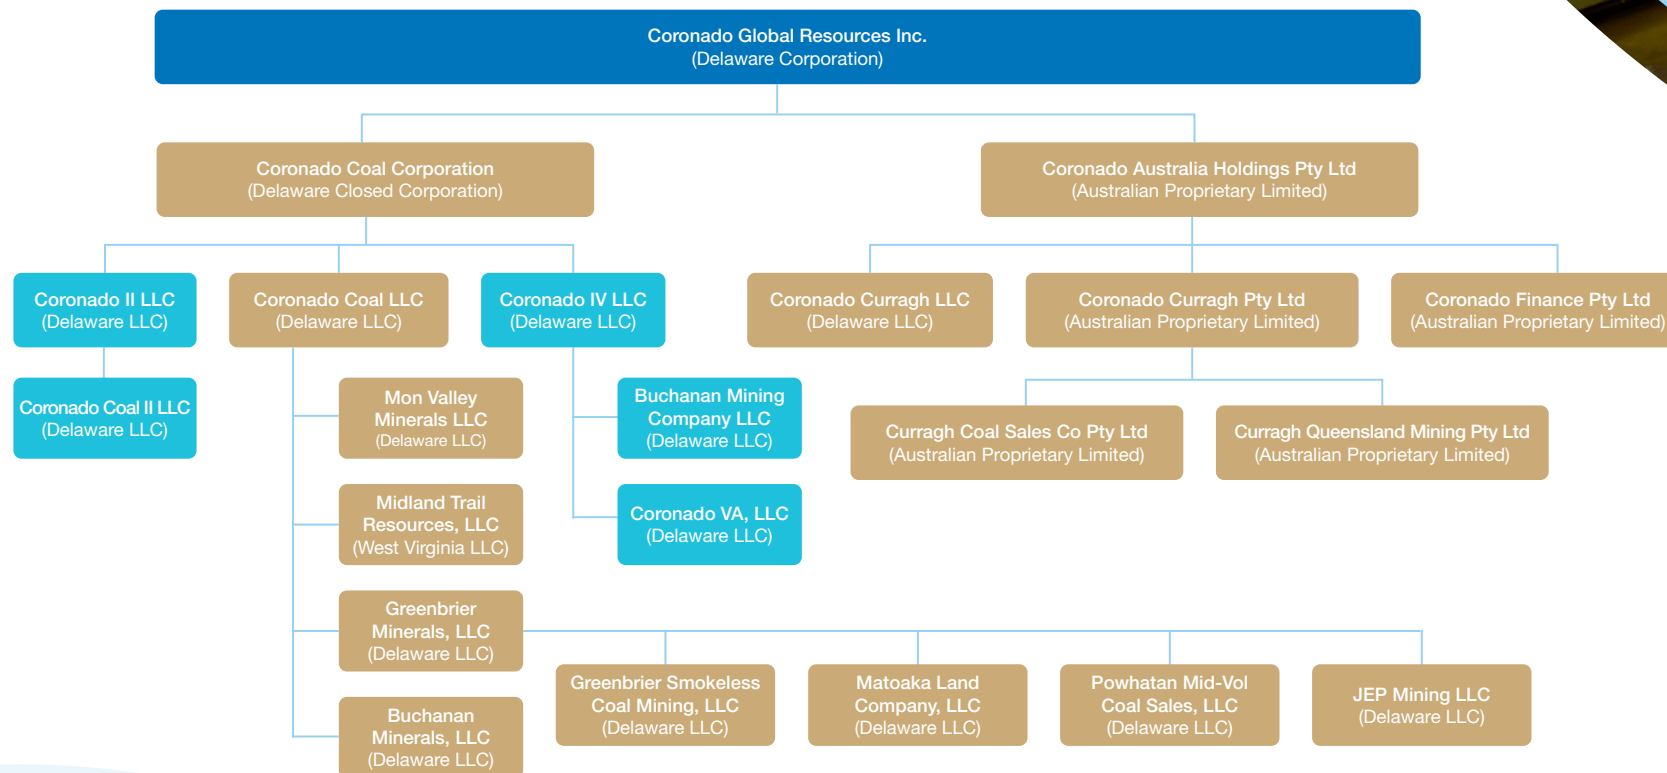 Coronado Global Resources Inc.
(Delaware Corporation)
Coronado Coal Corporation
(Delaware Closed Corporation)
Coronado Australia Holdings Pty Ltd
(Australian Proprietary Limited)
Coronado II LLC
(Delaware LLC)
Coronado Coal LLC
(Delaware LLC)
Coronado IV LLC
(Delaware LLC)
Coronado Curragh LLC
(Delaware LLC)
Coronado Curragh Pty Ltd
(Australian Proprietary Limited)
Coronado Finance Pty Ltd
(Australian Proprietary Limited)
Coronado Coal II LLC
(Delaware LLC)
Mon Valley
Minerals LLC
(Delaware LLC)
Buchanan Mining
Company LLC
(Delaware LLC)
Curragh Coal Sales Co Pty Ltd
(Australian Proprietary Limited)
Curragh Queensland Mining Pty Ltd
(Australian Proprietary Limited)
Midland Trail
Resources, LLC
(West Virginia LLC)
Coronado VA, LLC
(Delaware LLC)
Greenbrier
Minerals, LLC
(Delaware LLC)
Greenbrier Smokeless
Coal Mining, LLC
(Delaware LLC)
Matoaka Land
Company, LLC
(Delaware LLC)
Powhatan Mid-Vol
Coal Sales, LLC
(Delaware LLC)
JEP Mining LLC
(Delaware LLC)
Buchanan
Minerals, LLC
(Delaware LLC)